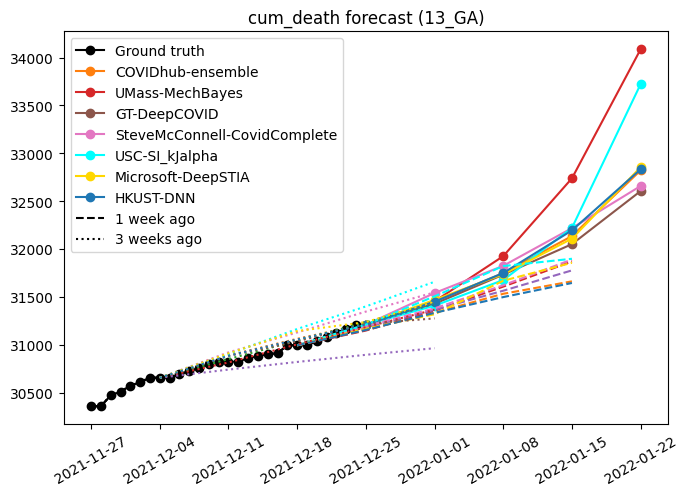 cum_death forecast (13_GA)
34000
33500
33000
32500
32000
31500
31000
30500
Ground truth
COVIDhub-ensemble
UMass-MechBayes
GT-DeepCOVID
SteveMcConnell-CovidComplete
USC-SI_kJalpha
Microsoft-DeepSTIA
HKUST-DNN
1 week ago
3 weeks ago
2021-11-27
2021-12-04
2021-12-11
2021-12-18
2021-12-25
2022-01-01
2022-01-08
2022-01-15
2022-01-22